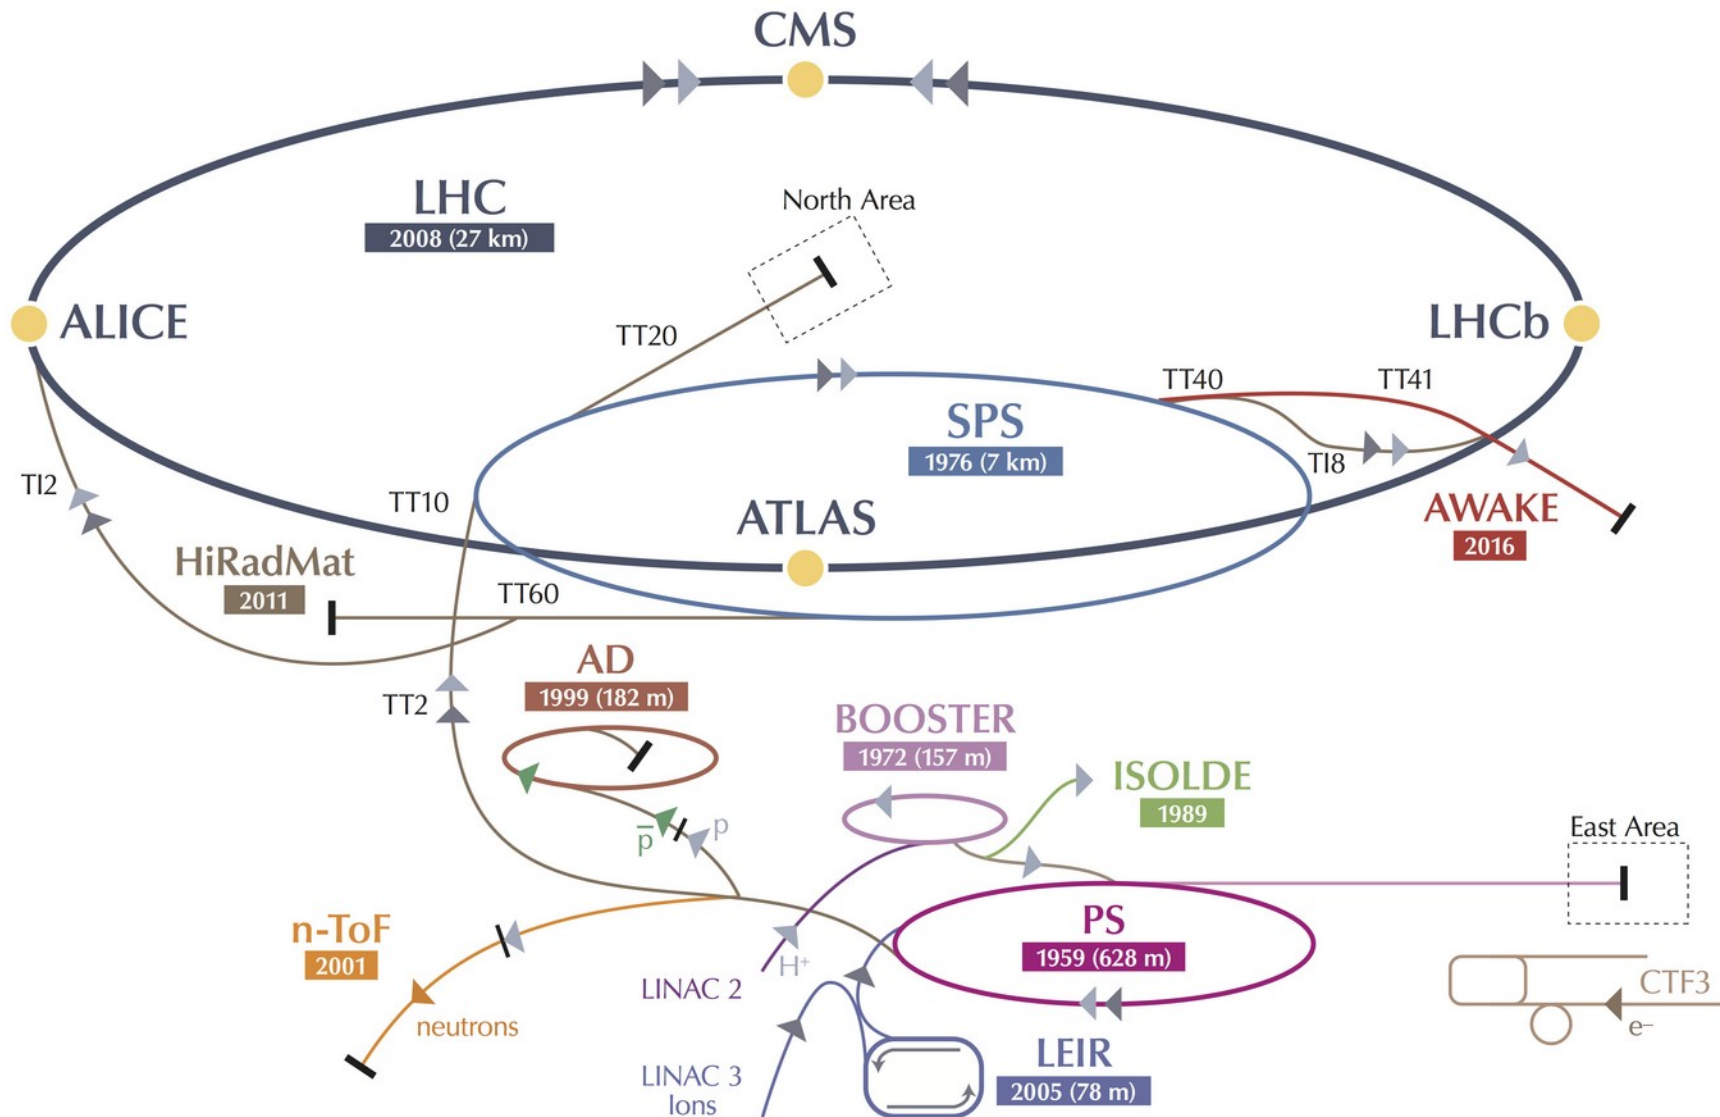 CMS
LHC
2008 (27 km)
North Area
ALICE
LHCb
TT20
TT40
TT41
SPS
1976 (7 km)
TI8
TI2
TT10
ATLAS
AWAKE
2016
HiRadMat
2011
TT60
AD
1999 (182 m)
TT2
BOOSTER
1972 (157 m)
ISOLDE
1989
p̅
p
East Area
n-ToF
2001
PS
1959 (628 m)
H⁺
LINAC 2
CTF3
neutrons
e⁻
LEIR
LINAC 3
2005 (78 m)
Ions